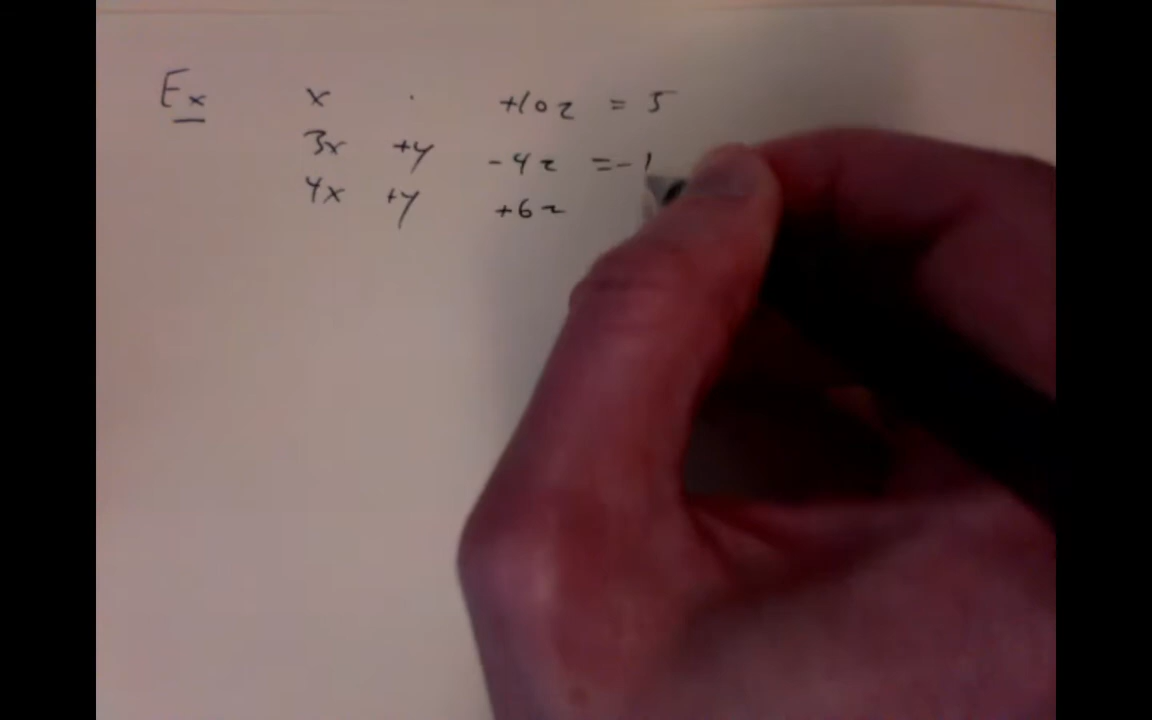 Ex x +10z = 5
3x +y -4z = -1
4x +y +6z